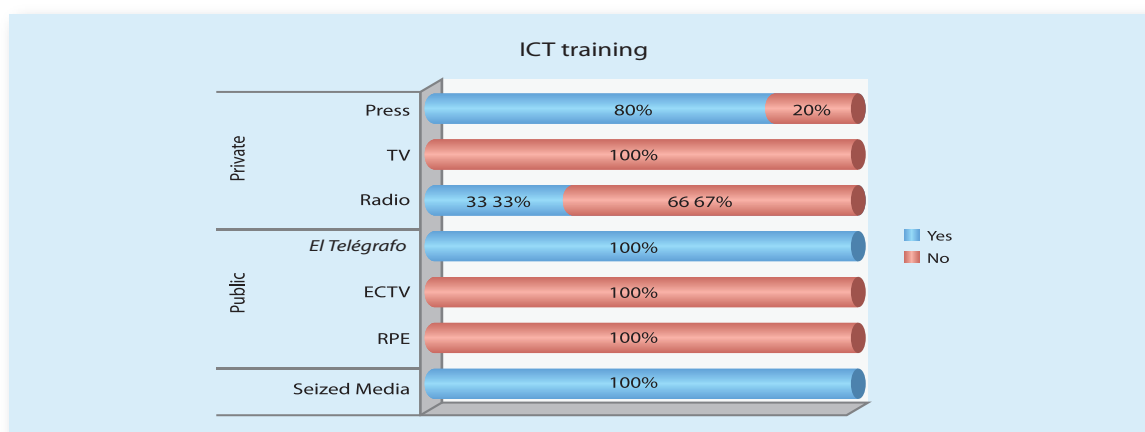 ICT training
Private
Press 80% 20%
TV 100%
Radio 33 33% 66 67%
Public
El Telégrafo 100%
ECTV 100%
RPE 100%
Seized Media 100%
Yes
No